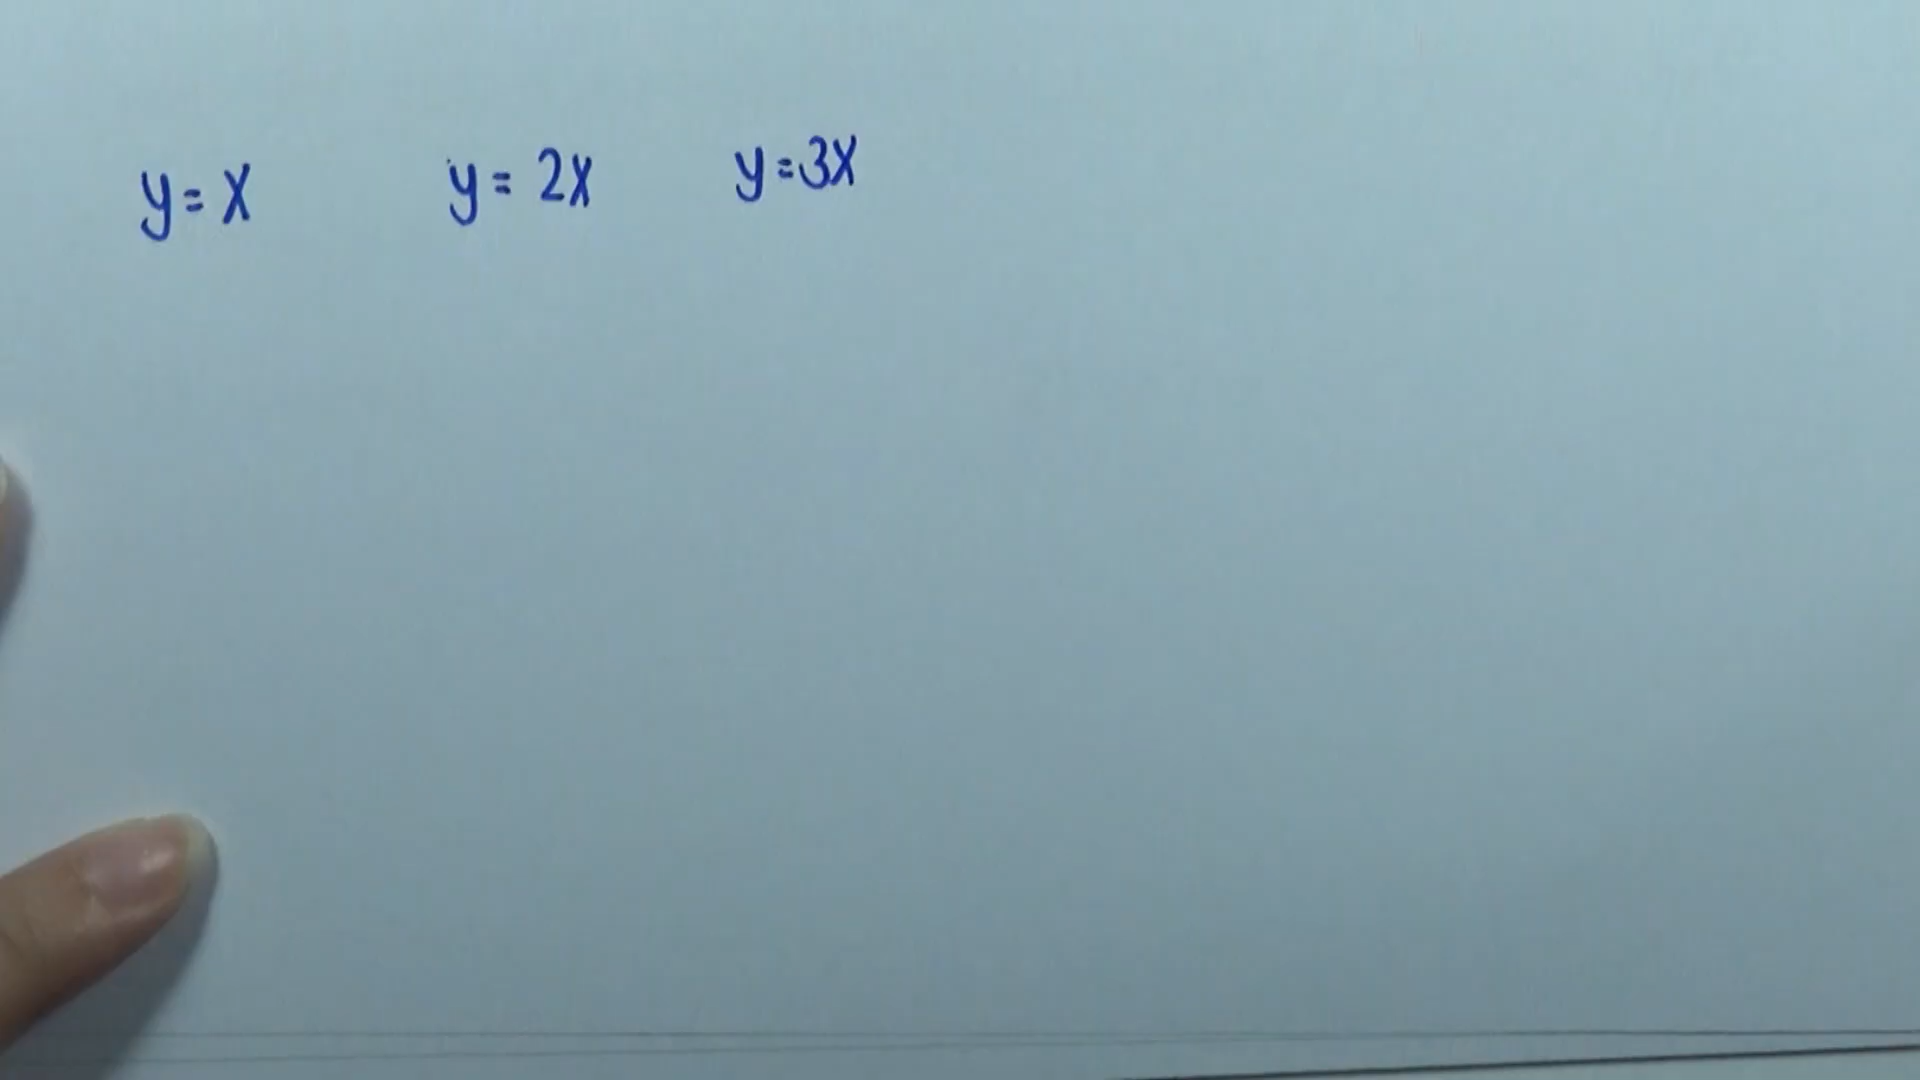 y = x y = 2x y = 3x